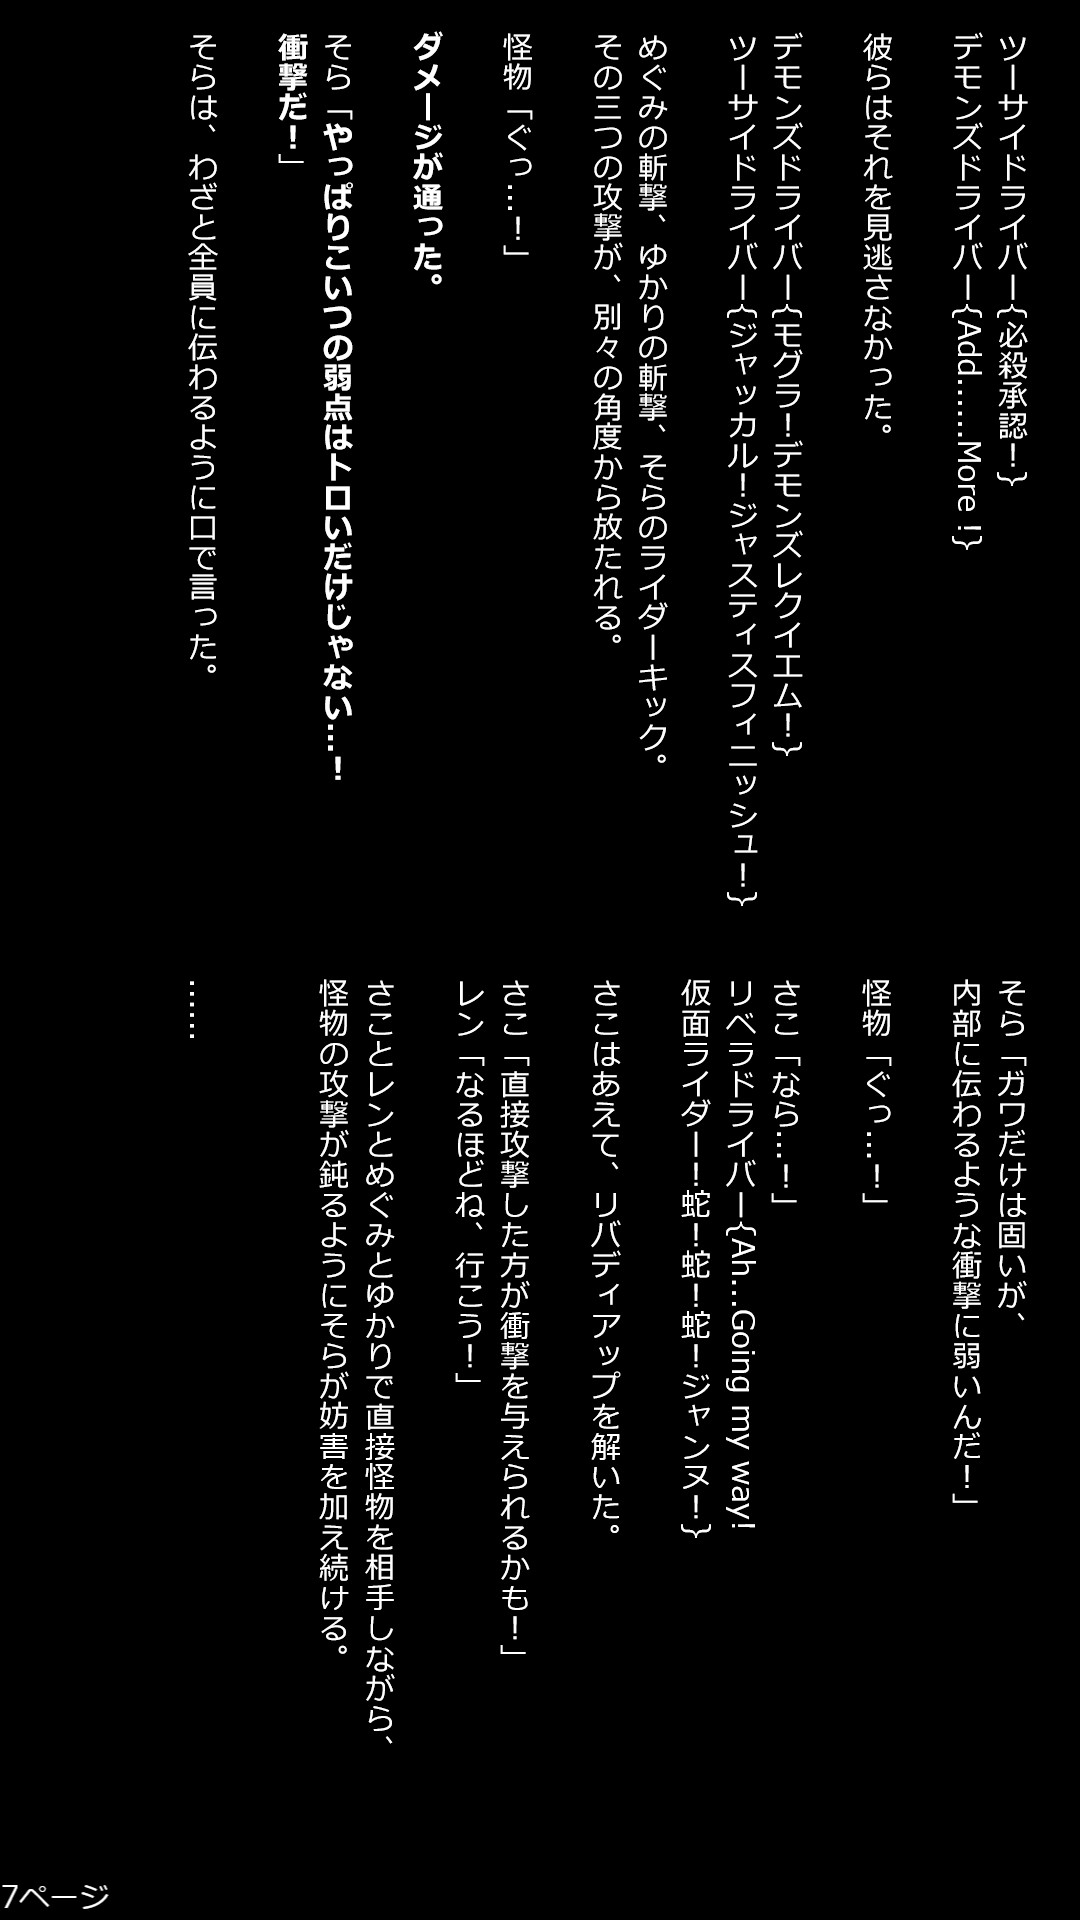 ツーサイドライバー{必殺承認！}
デモンズドライバー{Add……More！}
彼らはそれを見逃さなかった。
デモンズドライバー{モグラ！デモンズレクイエム！}
ツーサイドライバー{ジャッカル！ジャスティスフィニッシュ！}
めぐみの斬撃、ゆかりの斬撃、そらのライダーキック。
その三つの攻撃が、別々の角度から放たれる。
怪物「ぐっ…！」
ダメージが通った。
そら「やっぱりこいつの弱点はトロいだけじゃない…！
衝撃だ！」
そらは、わざと全員に伝わるように口で言った。
そら「ガワだけは固いが、
内部に伝わるような衝撃に弱いんだ！」
怪物「ぐっ…！」
さこ「なら…！」
リベラドライバー{Ah…Going my way!
仮面ライダー！蛇！蛇！蛇！ジャンヌ！}
さこはあえて、リバディアップを解いた。
さこ「直接攻撃した方が衝撃を与えられるかも！」
レン「なるほどね、行こう！」
さことレンとめぐみとゆかりで直接怪物を相手しながら、
怪物の攻撃が鈍るようにそらが妨害を加え続ける。
……
7ページ